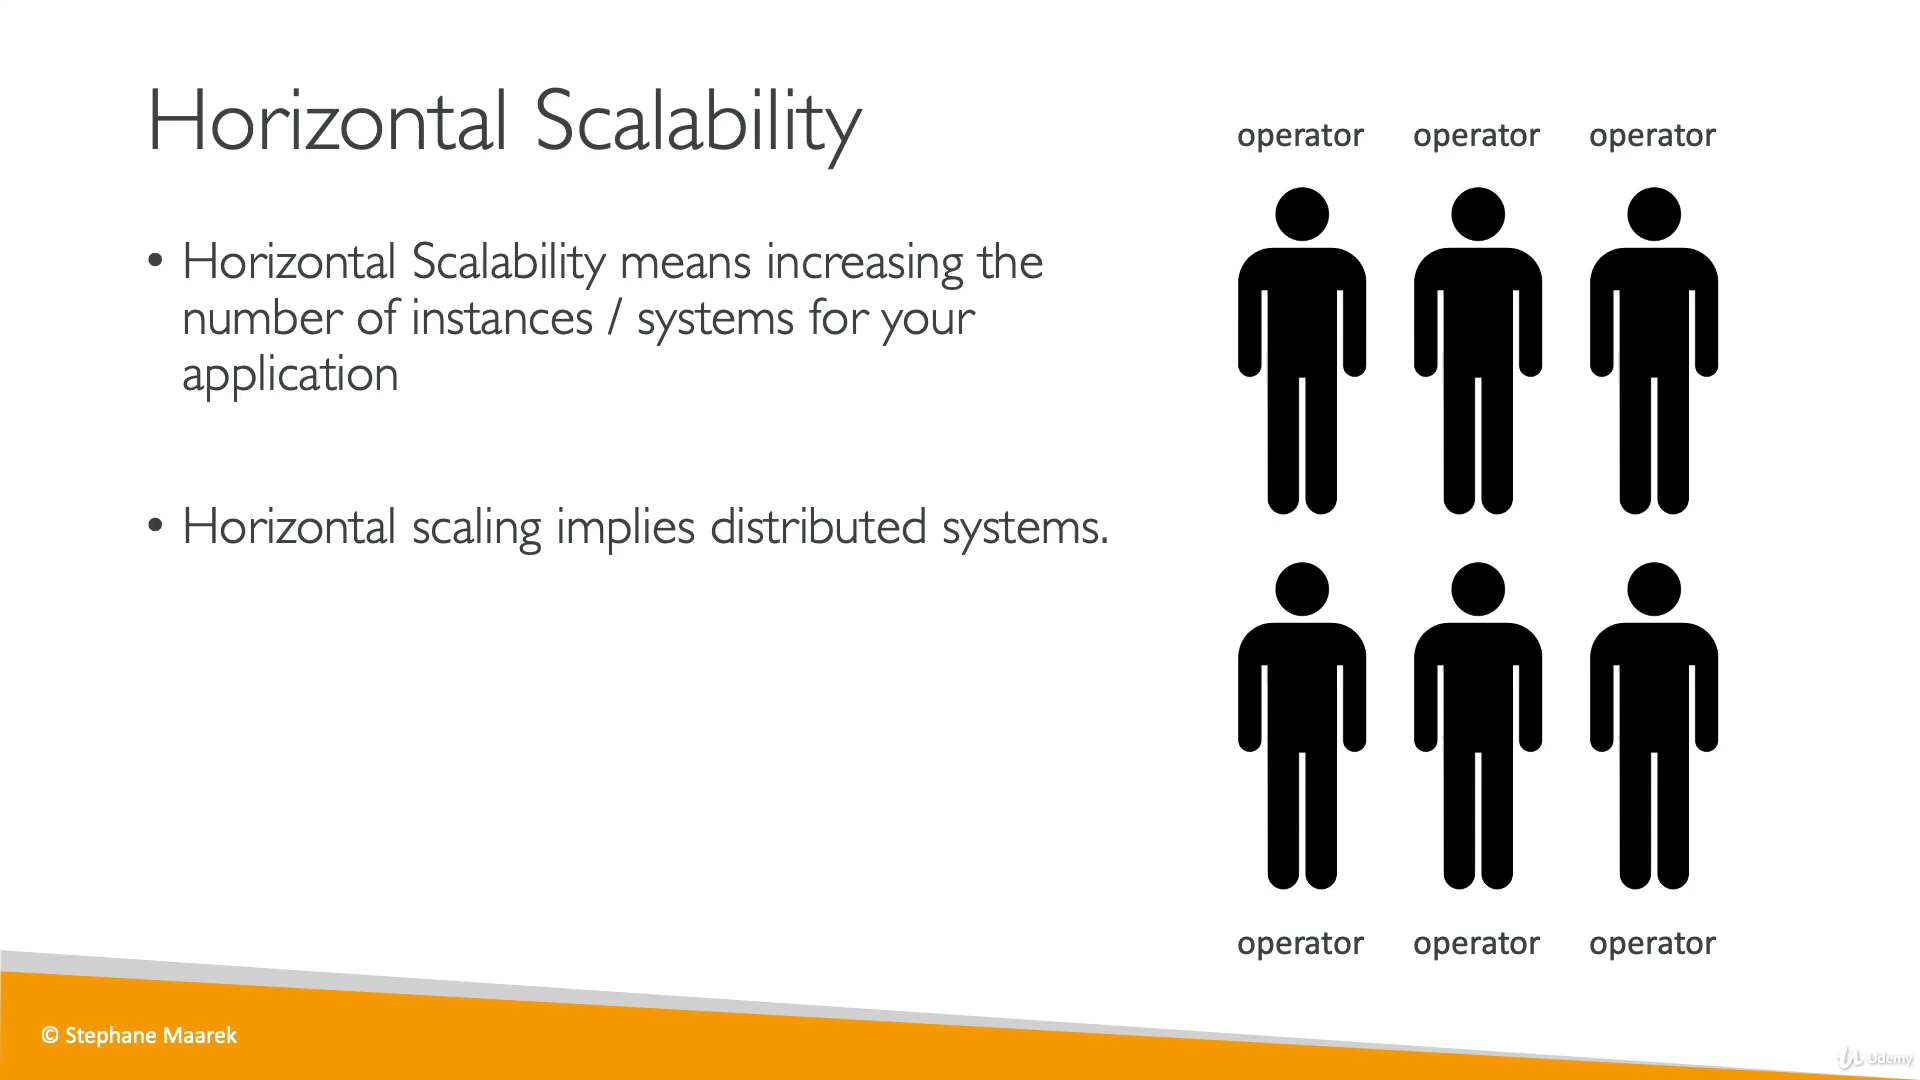 Horizontal Scalability
• Horizontal Scalability means increasing the
number of instances / systems for your
application
• Horizontal scaling implies distributed systems.
operator operator operator
operator operator operator
© Stephane Maarek
Udemy